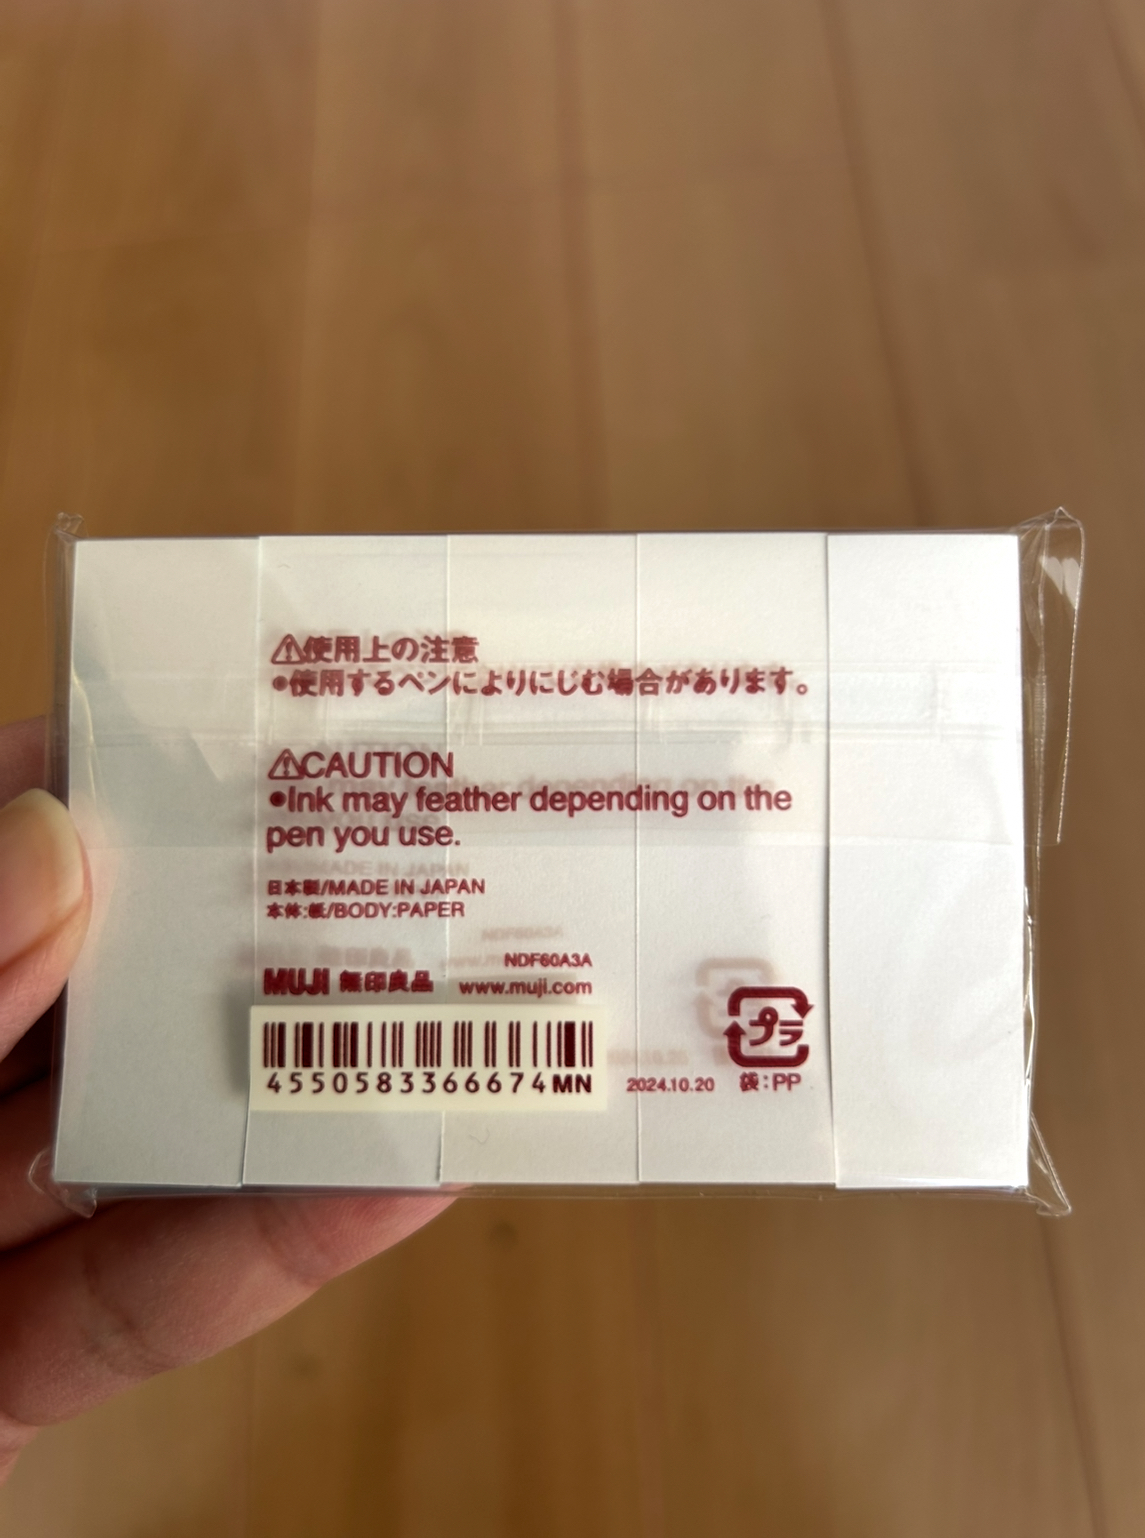 ⚠使用上の注意
●使用するペンによりにじむ場合があります。
⚠CAUTION
●Ink may feather depending on the
pen you use.
日本製/MADE IN JAPAN
本体:紙/BODY:PAPER
NDF60A3A
MUJI 無印良品 www.muji.com
4550583366674MN
プラ
2024.10.20 袋:PP